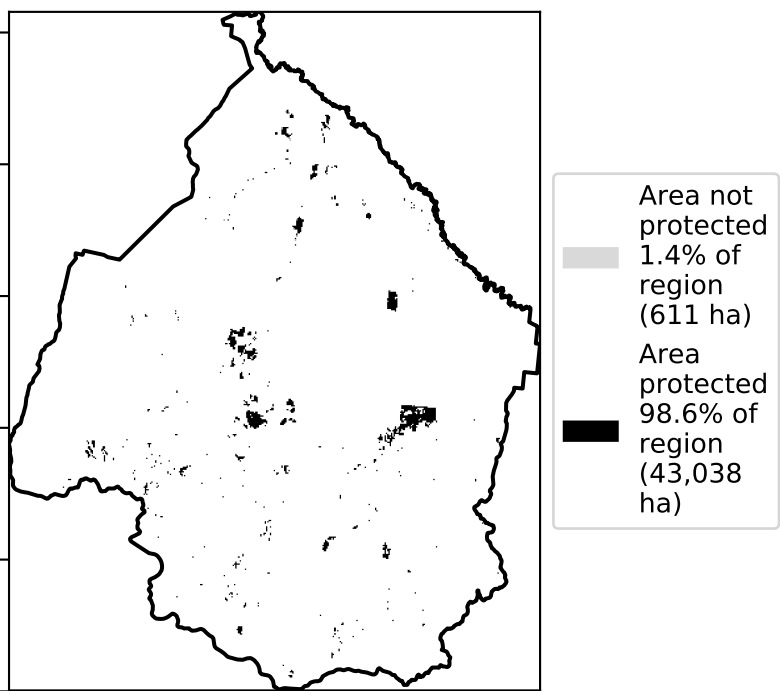 Area not
protected
1.4% of
region
(611 ha)
Area
protected
98.6% of
region
(43,038
ha)